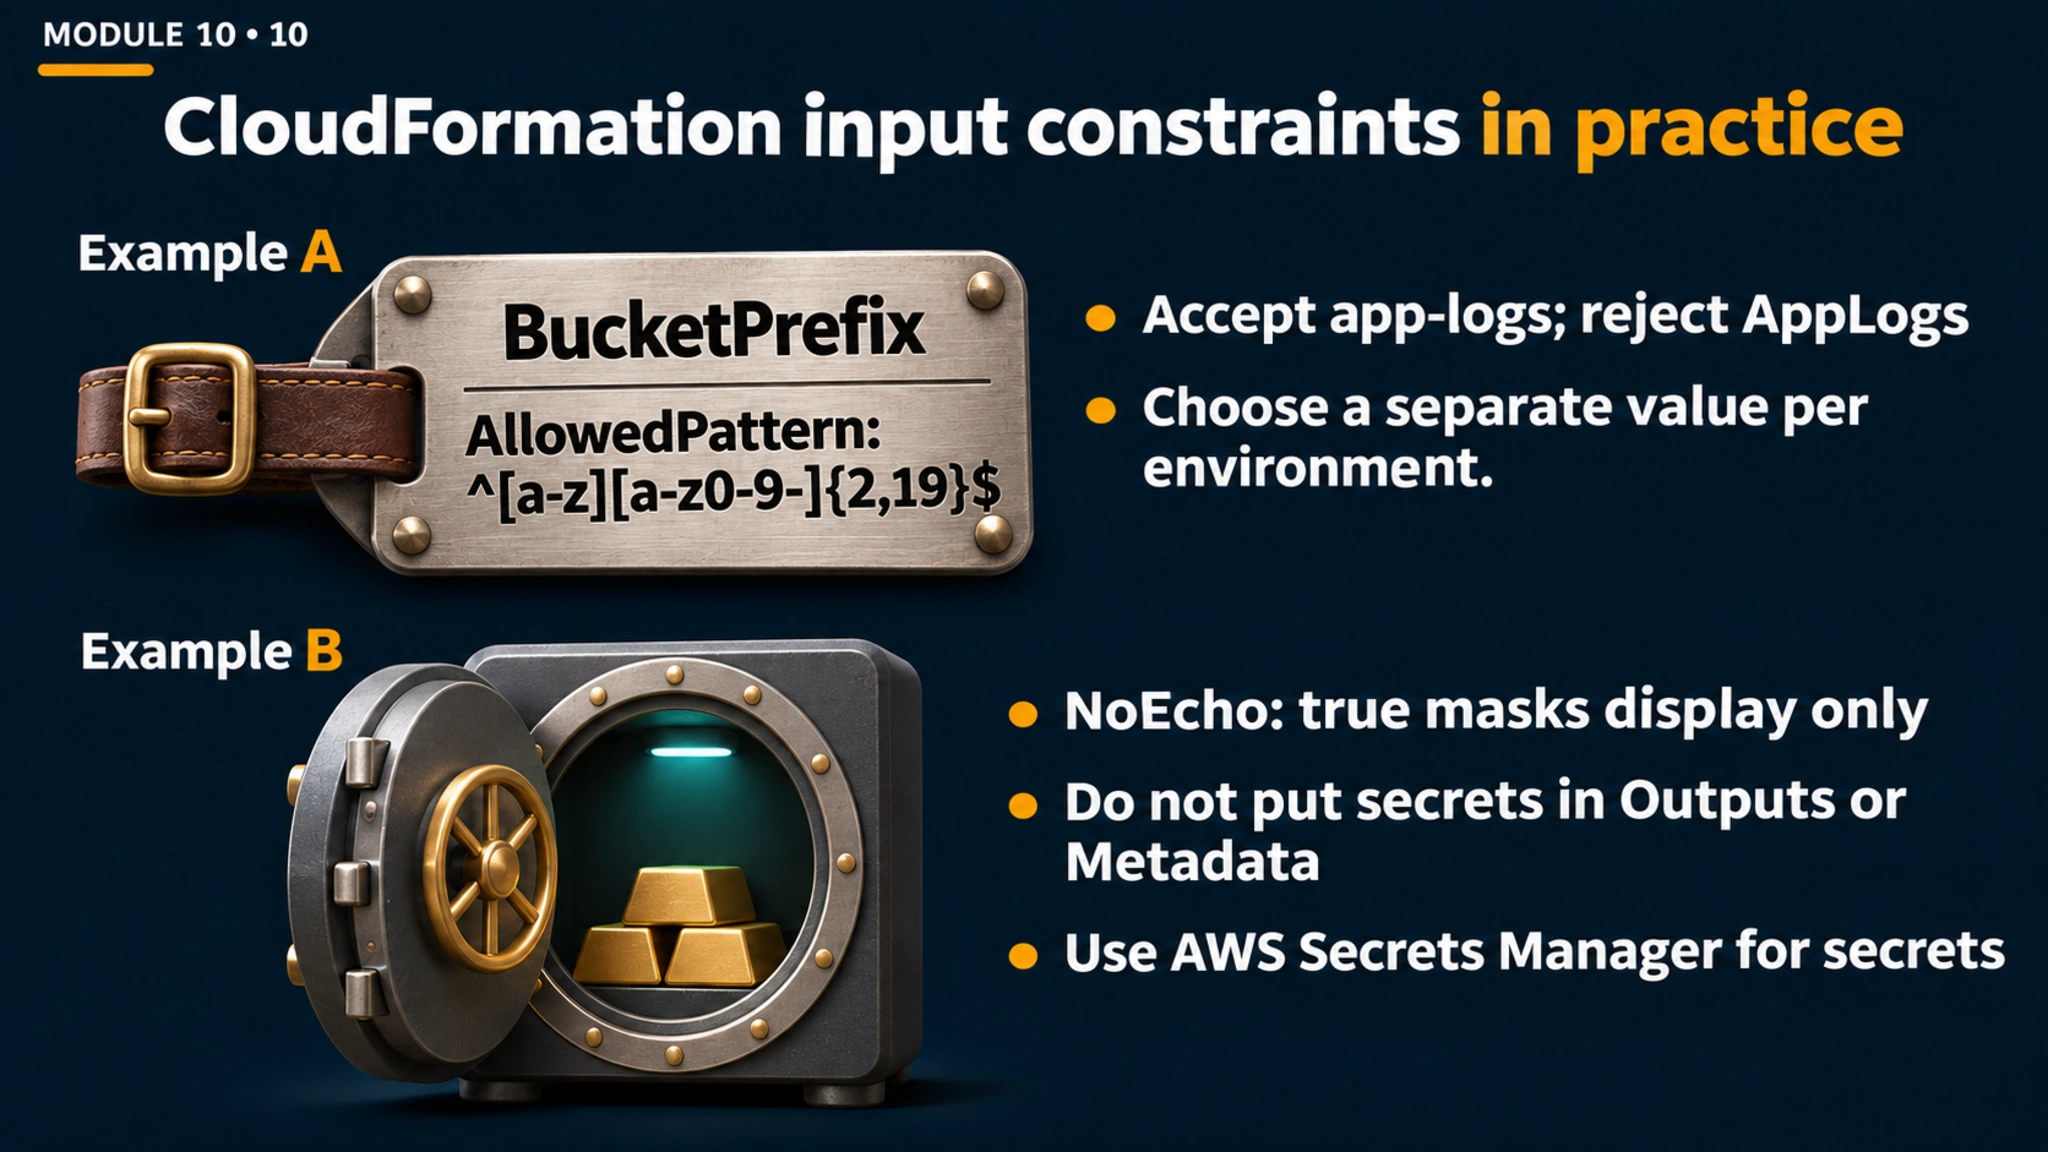 MODULE 10 • 10
CloudFormation input constraints in practice
Example A
BucketPrefix
AllowedPattern:
^[a-z][a-z0-9-]{2,19}$
Accept app-logs; reject AppLogs
Choose a separate value per
environment.
Example B
NoEcho: true masks display only
Do not put secrets in Outputs or
Metadata
Use AWS Secrets Manager for secrets